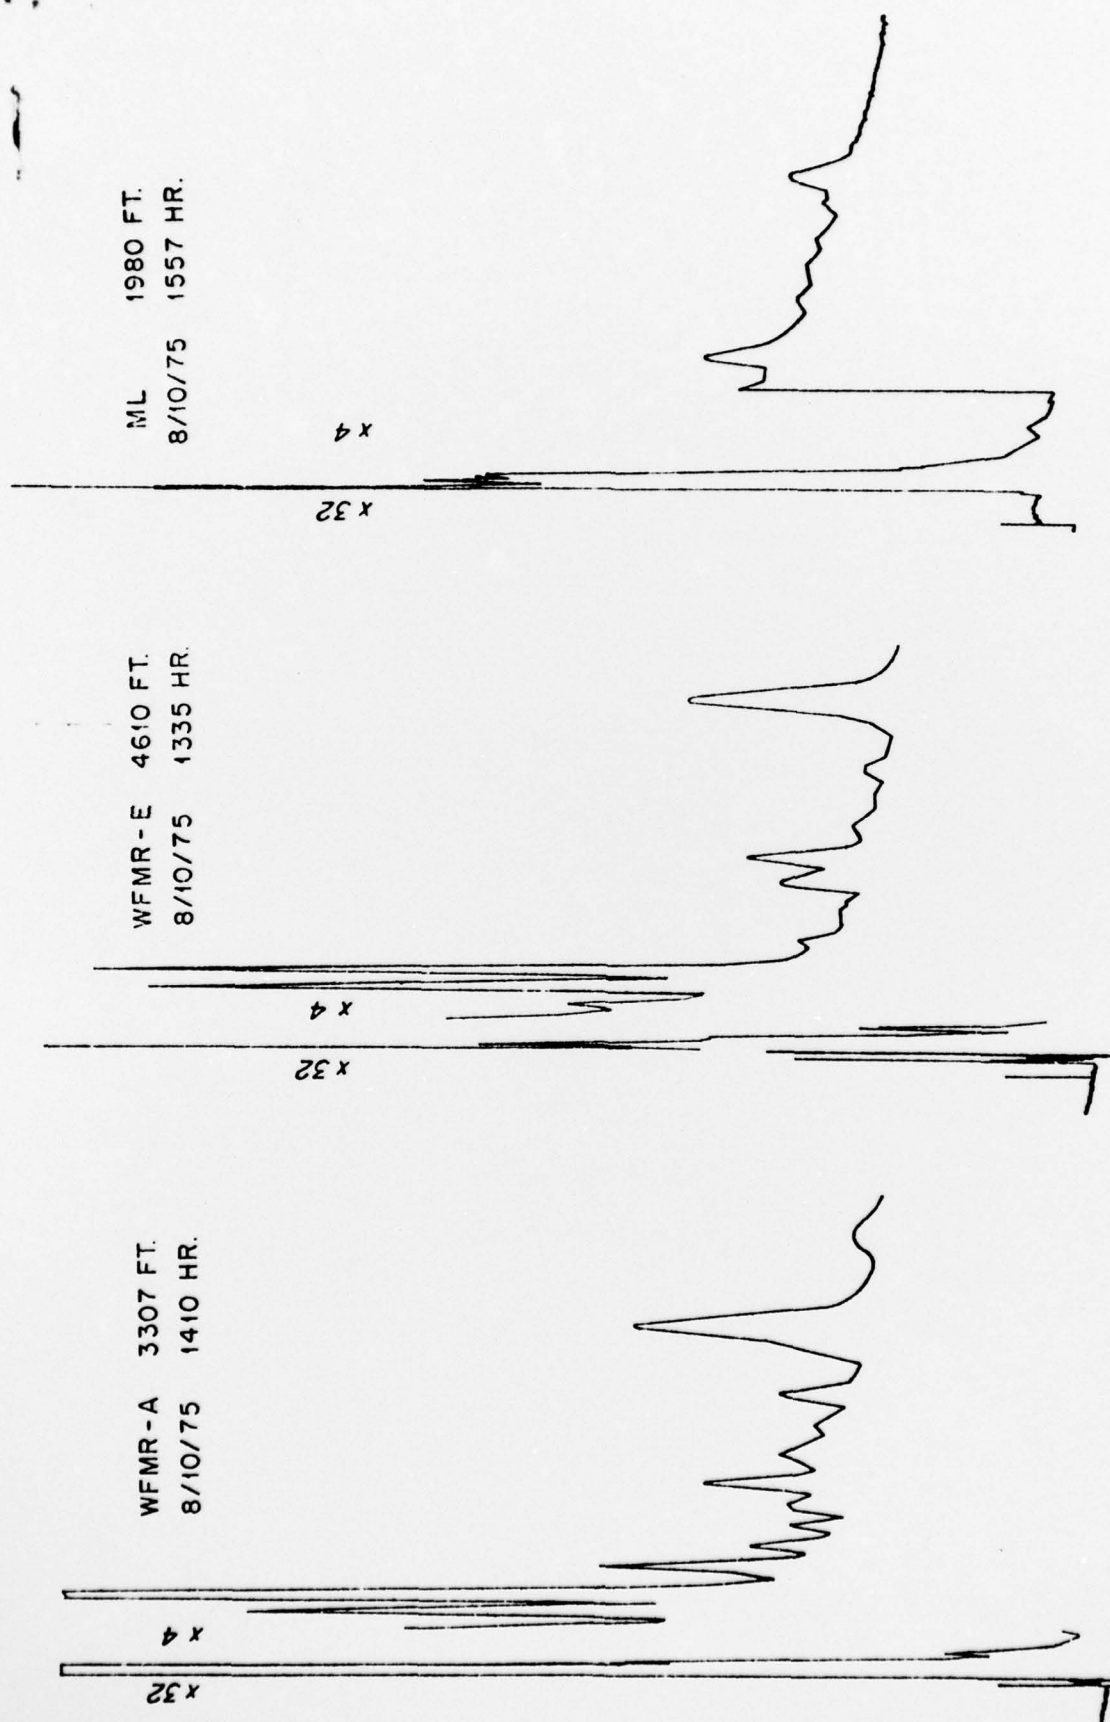 WFMR-A 3307 FT.
8/10/75 1410 HR.
x 32
x 4
WFMR-E 4610 FT.
8/10/75 1335 HR.
x 32
x 4
ML 1980 FT.
8/10/75 1557 HR.
x 32
x 4